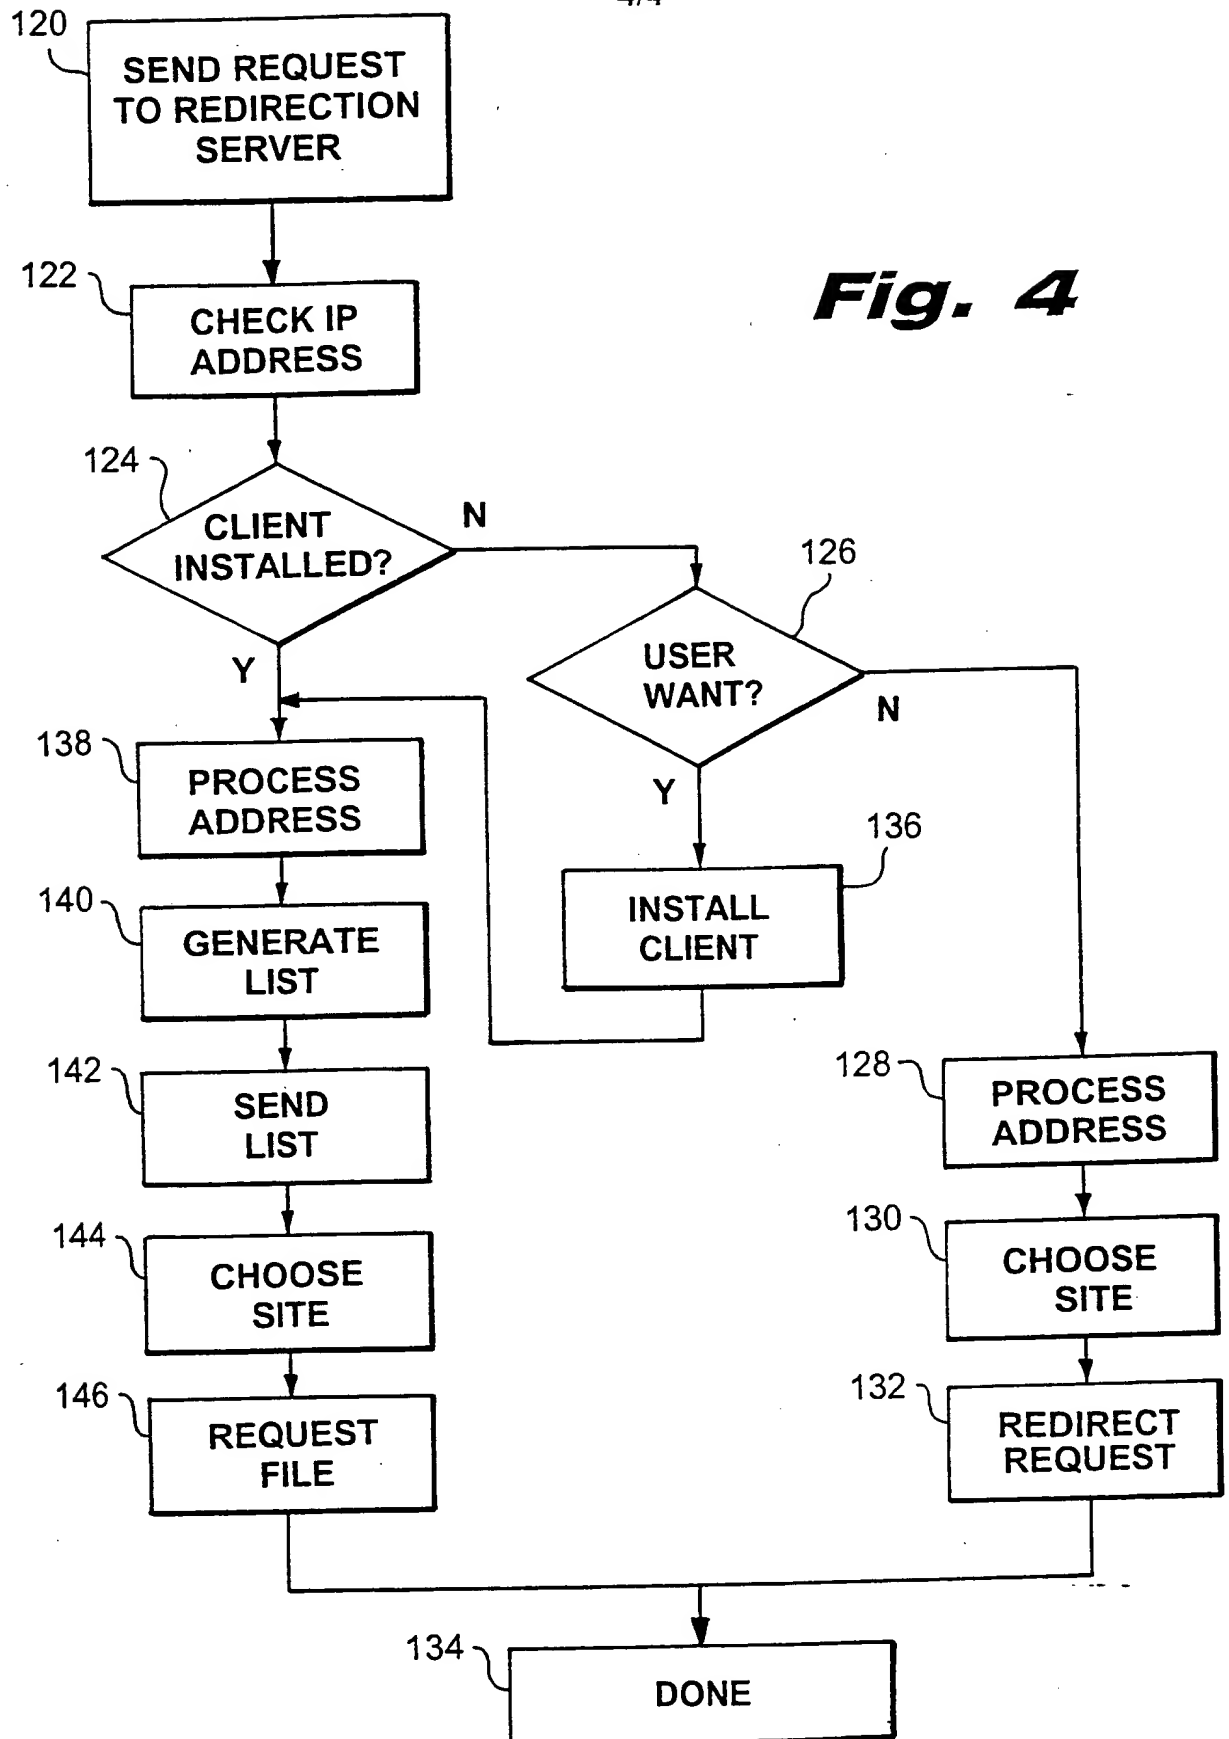 120
SEND REQUEST
TO REDIRECTION
SERVER
122
CHECK IP
ADDRESS
Fig. 4
124
CLIENT
INSTALLED?
N
Y
126
USER
WANT?
N
Y
138
PROCESS
ADDRESS
136
INSTALL
CLIENT
140
GENERATE
LIST
142
SEND
LIST
128
PROCESS
ADDRESS
144
CHOOSE
SITE
130
CHOOSE
SITE
146
REQUEST
FILE
132
REDIRECT
REQUEST
134
DONE